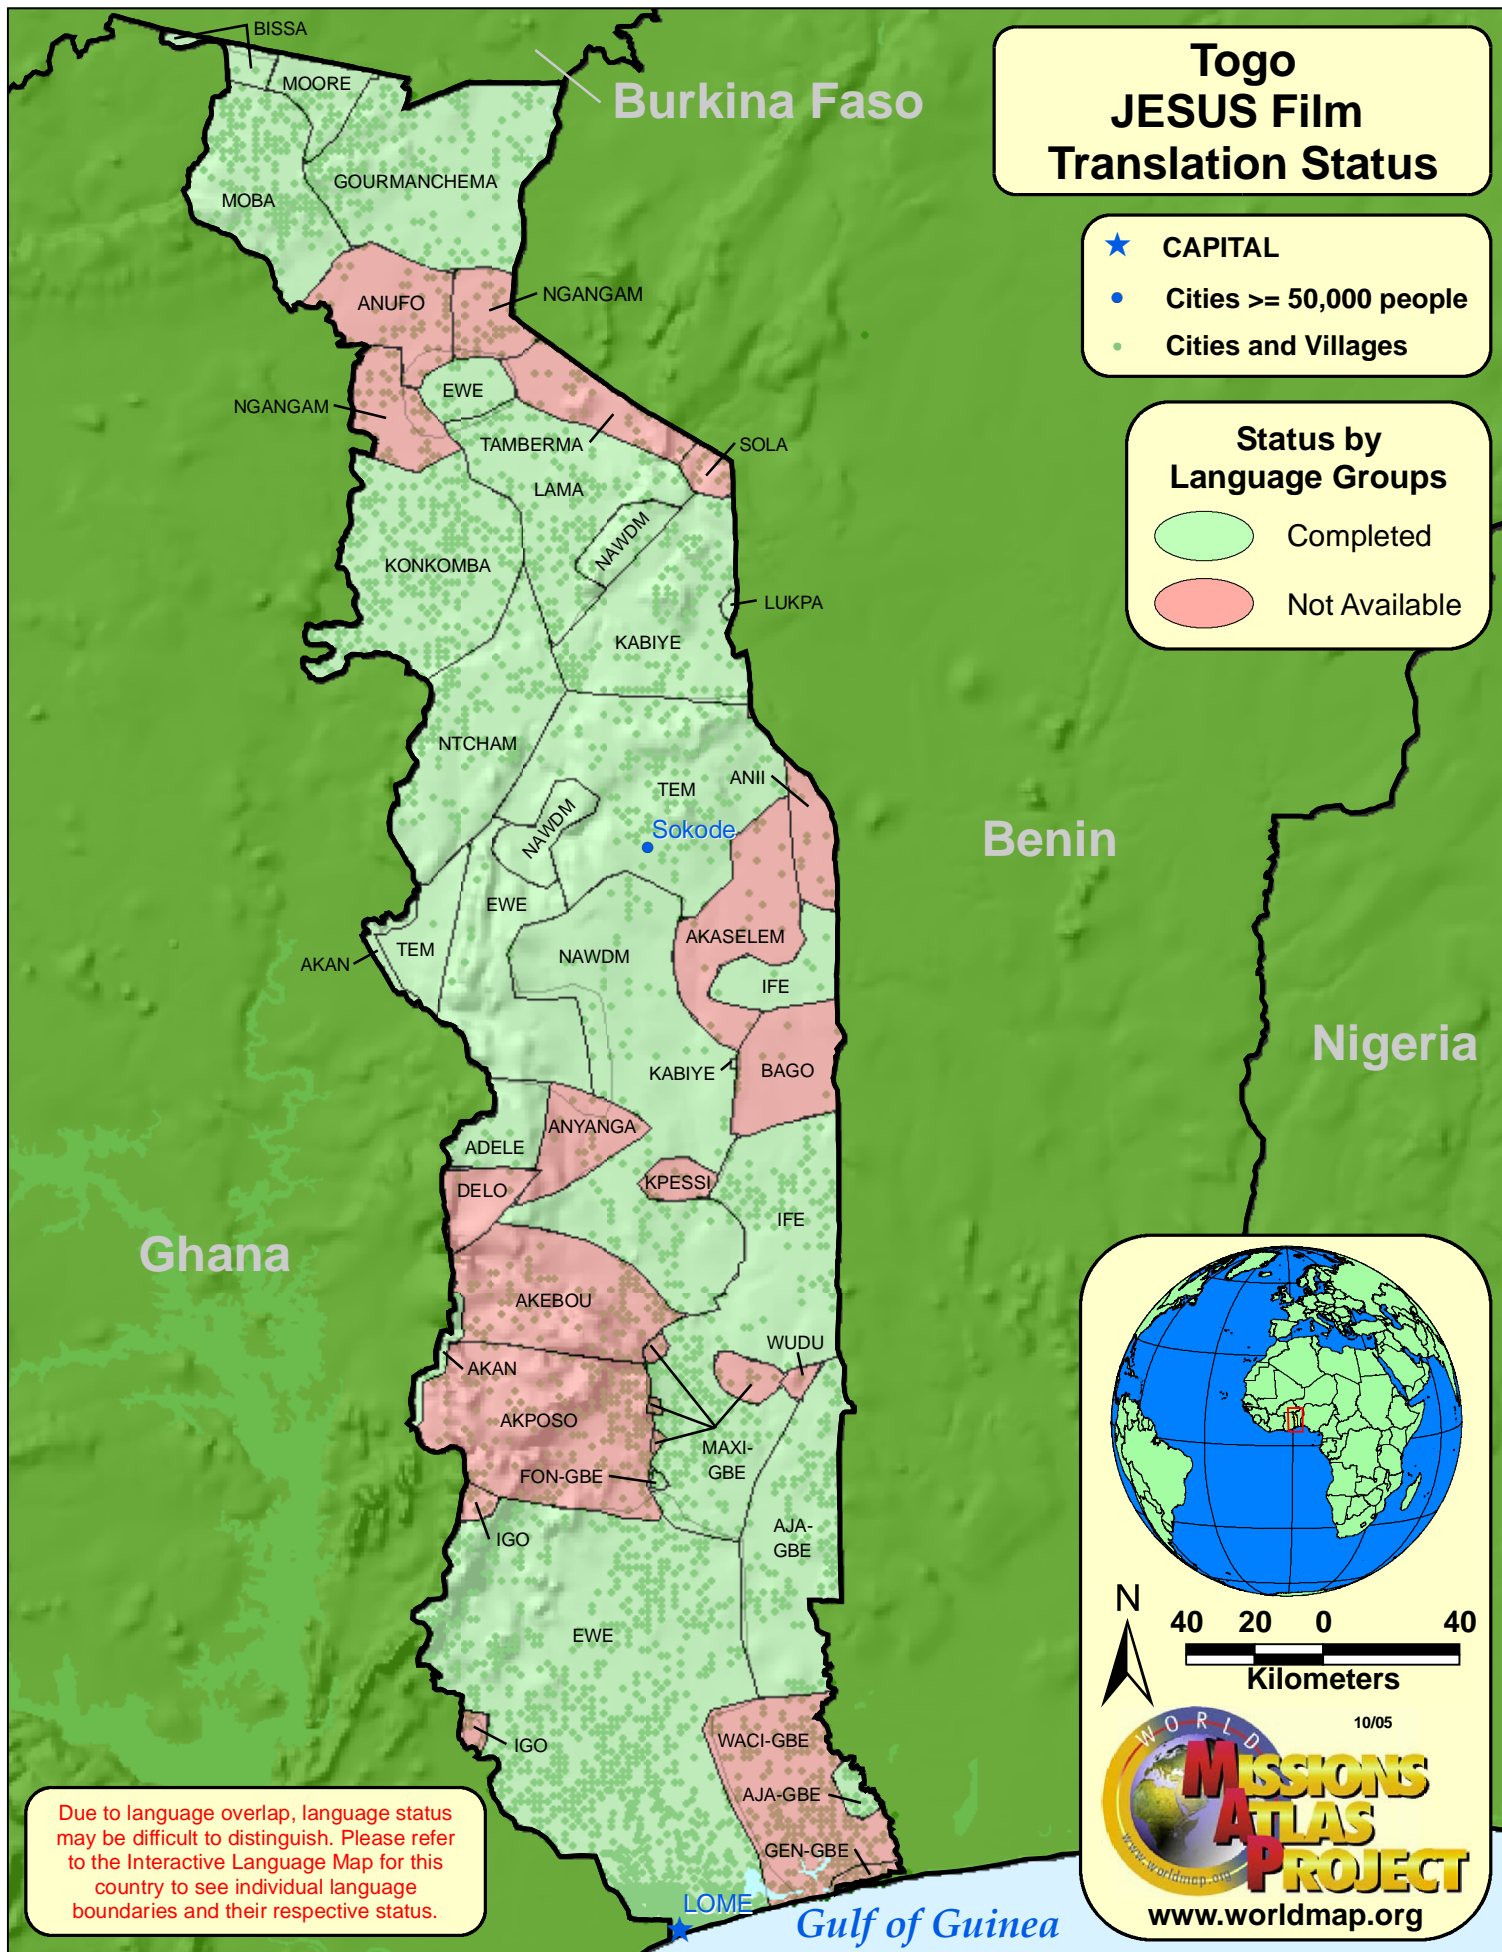 Togo
JESUS Film
Translation Status
CAPITAL
Cities >= 50,000 people
Cities and Villages
Status by
Language Groups
Completed
Not Available
Burkina Faso
Benin
Nigeria
Ghana
BISSA
MOORE
GOURMANCHEMA
MOBA
ANUFO
NGANGAM
EWE
NGANGAM
TAMBERMA
SOLA
LAMA
NAWDM
KONKOMBA
LUKPA
KABIYE
NTCHAM
ANII
TEM
NAWDM
Sokode
EWE
AKASELEM
TEM
NAWDM
AKAN
IFE
KABIYE
BAGO
ANYANGA
ADELE
KPESSI
DELO
IFE
AKEBOU
WUDU
AKAN
AKPOSO
MAXI-
GBE
FON-GBE
AJA-
GBE
IGO
EWE
WACI-GBE
IGO
AJA-GBE
GEN-GBE
LOME
Gulf of Guinea
Due to language overlap, language status
may be difficult to distinguish. Please refer
to the Interactive Language Map for this
country to see individual language
boundaries and their respective status.
N
40 20 0 40
Kilometers
10/05
WORLD
MISSIONS
ATLAS
PROJECT
www.worldmap.org
www.worldmap.org